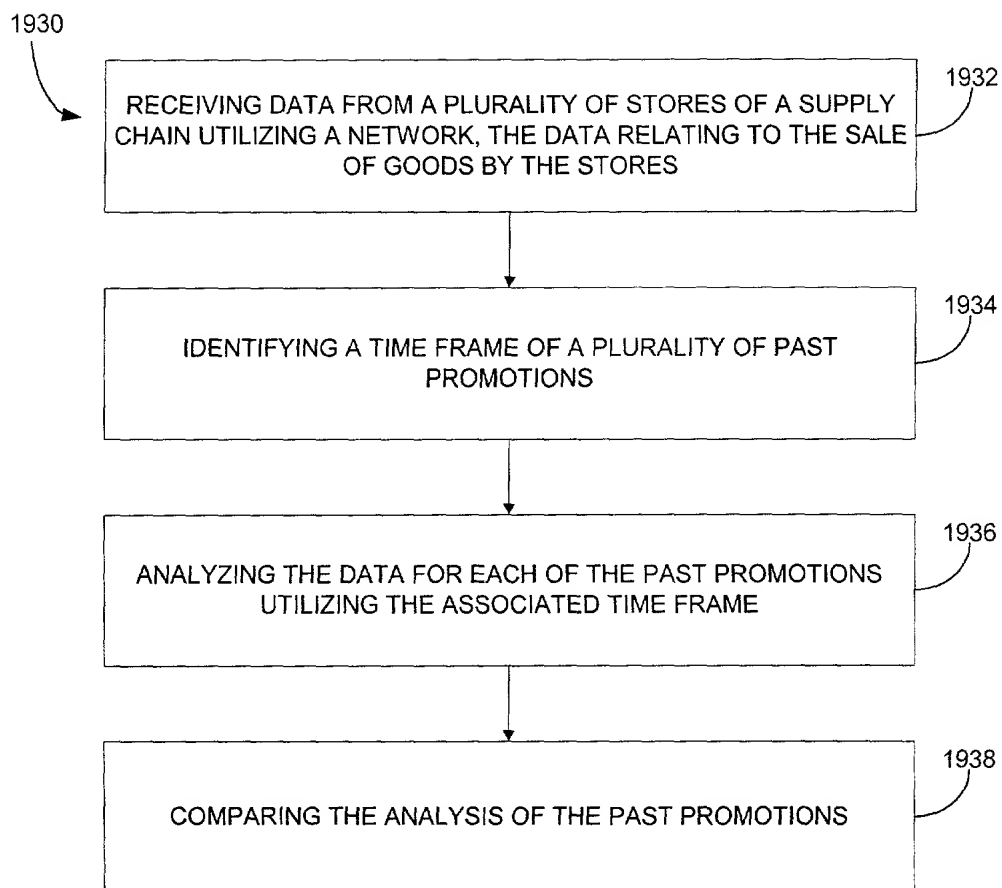 1930
1932
RECEIVING DATA FROM A PLURALITY OF STORES OF A SUPPLY
CHAIN UTILIZING A NETWORK, THE DATA RELATING TO THE SALE
OF GOODS BY THE STORES
1934
IDENTIFYING A TIME FRAME OF A PLURALITY OF PAST
PROMOTIONS
1936
ANALYZING THE DATA FOR EACH OF THE PAST PROMOTIONS
UTILIZING THE ASSOCIATED TIME FRAME
1938
COMPARING THE ANALYSIS OF THE PAST PROMOTIONS